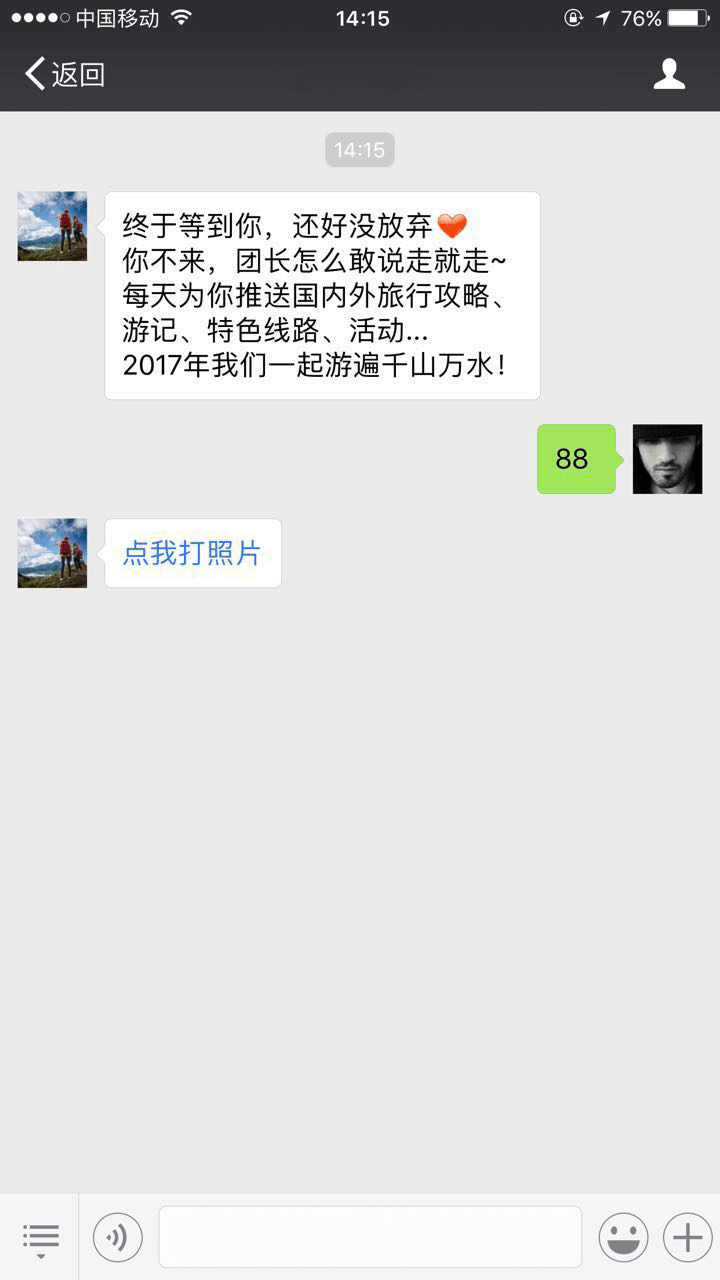 中国移动 14:15 76%
返回
14:15
终于等到你，还好没放弃
你不来，团长怎么敢说走就走~
每天为你推送国内外旅行攻略、
游记、特色线路、活动...
2017年我们一起游遍千山万水！
88
点我打照片